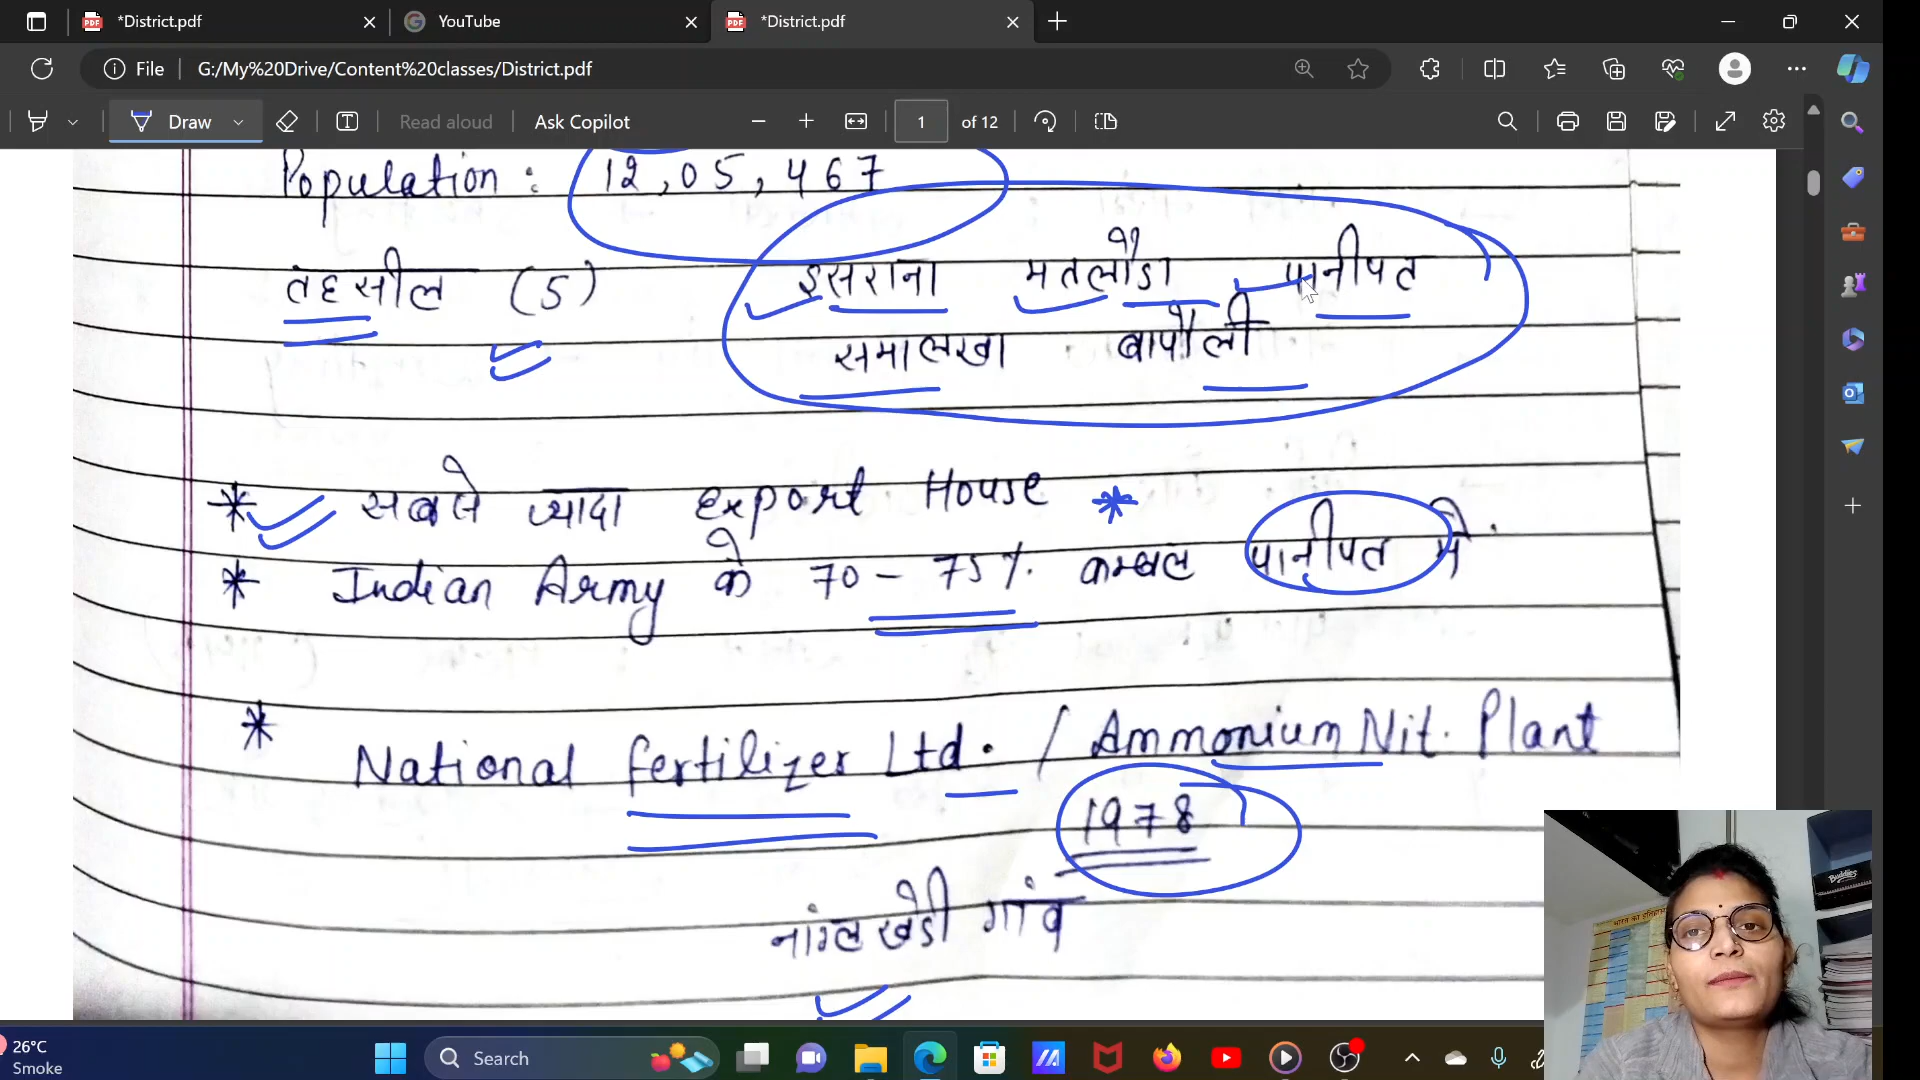 *District.pdf YouTube *District.pdf
File G:/My%20Drive/Content%20classes/District.pdf
Draw Read aloud Ask Copilot 1 of 12
Population : 12,05,467
तहसील (5) इसराना मतलौडा पानीपत
समालखा बापौली
* सबसे ज्यादा Export House *
* Indian Army के 70 - 75% कम्बल पानीपत में
* National Fertilizer Ltd. / Ammonium Nit. Plant
1978
नांगल खेडी गांव
26°C
Smoke
Search